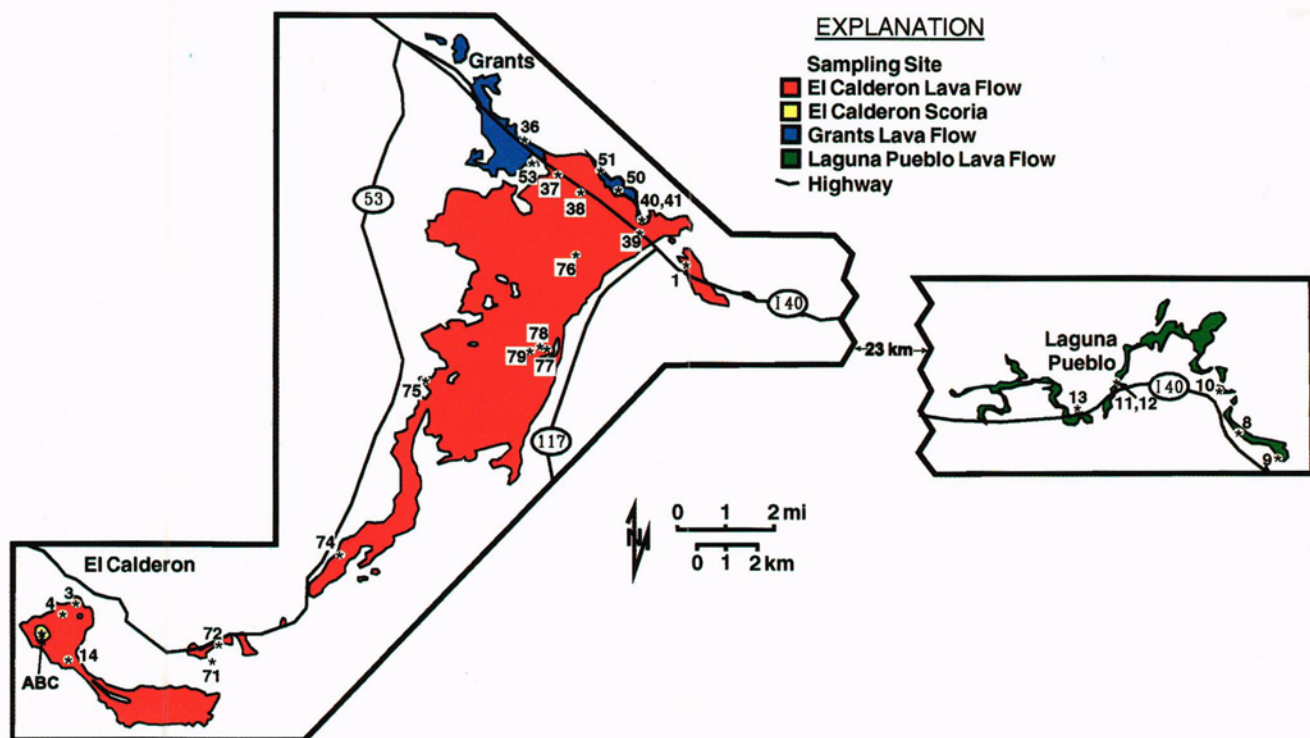 EXPLANATION
Sampling Site
El Calderon Lava Flow
El Calderon Scoria
Grants Lava Flow
Laguna Pueblo Lava Flow
Highway
Grants
36
53
37
38
51
50
40,41
39
53
76
1
I 40
78
79
77
75
117
23 km
Laguna
Pueblo
I 40
10
13
11,12
8
9
N
0 1 2 mi
0 1 2 km
74
El Calderon
3
4
72
14
71
ABC